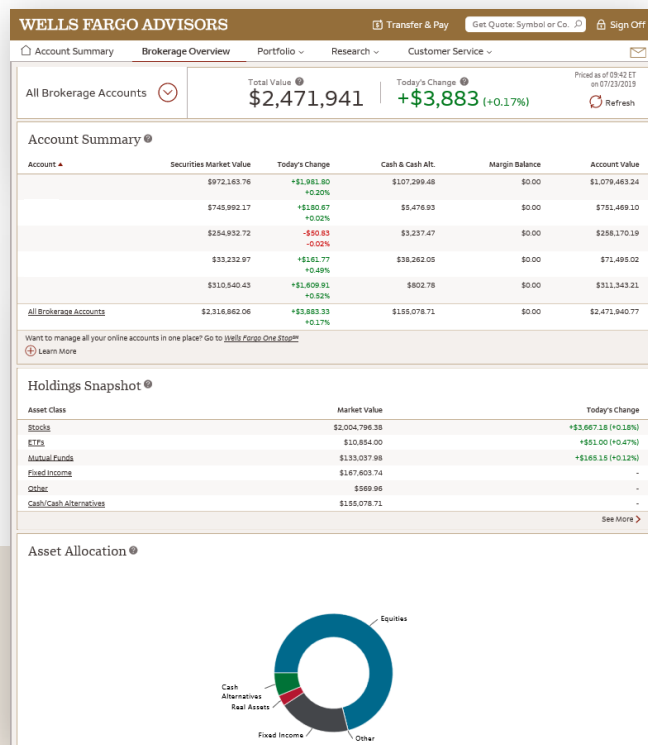 WELLS FARGO ADVISORS
Transfer & Pay
Get Quote: Symbol or Co.
Sign Off
Account Summary
Brokerage Overview
Portfolio
Research
Customer Service
All Brokerage Accounts
Total Value
$2,471,941
Today's Change
+$3,883 (+0.17%)
Priced as of 09:42 ET
on 07/23/2019
Refresh
Account Summary
Account Securities Market Value Today's Change Cash & Cash Alt. Margin Balance Account Value
$972,163.76 +$1,981.80 $107,299.48 $0.00 $1,079,463.24
+0.20%
$745,992.17 +$180.67 $5,476.93 $0.00 $751,469.10
+0.02%
$254,932.72 -$50.83 $3,237.47 $0.00 $258,170.19
-0.02%
$33,232.97 +$161.77 $38,262.05 $0.00 $71,495.02
+0.49%
$310,540.43 +$1,609.91 $802.78 $0.00 $311,343.21
+0.52%
All Brokerage Accounts $2,316,862.06 +$3,883.33 $155,078.71 $0.00 $2,471,940.77
+0.17%
Want to manage all your online accounts in one place? Go to Wells Fargo One Stop℠
Learn More
Holdings Snapshot
Asset Class Market Value Today's Change
Stocks $2,004,796.38 +$3,667.18 (+0.18%)
ETFs $10,854.00 +$51.00 (+0.47%)
Mutual Funds $133,037.98 +$165.15 (+0.12%)
Fixed Income $167,603.74 -
Other $569.96 -
Cash/Cash Alternatives $155,078.71 -
See More
Asset Allocation
Equities
Cash
Alternatives
Real Assets
Fixed Income
Other